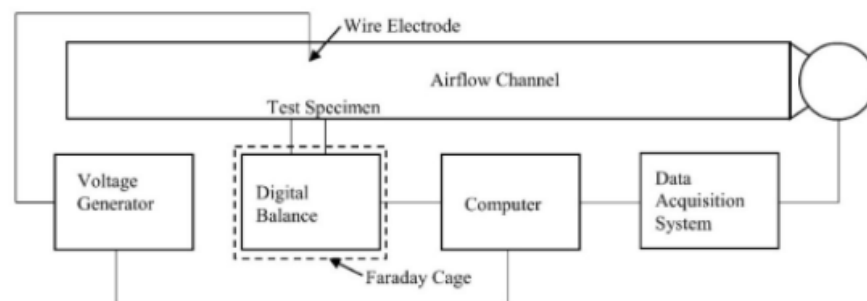 Wire Electrode
Airflow Channel
Test Specimen
Voltage
Generator
Digital
Balance
Computer
Data
Acquisition
System
Faraday Cage